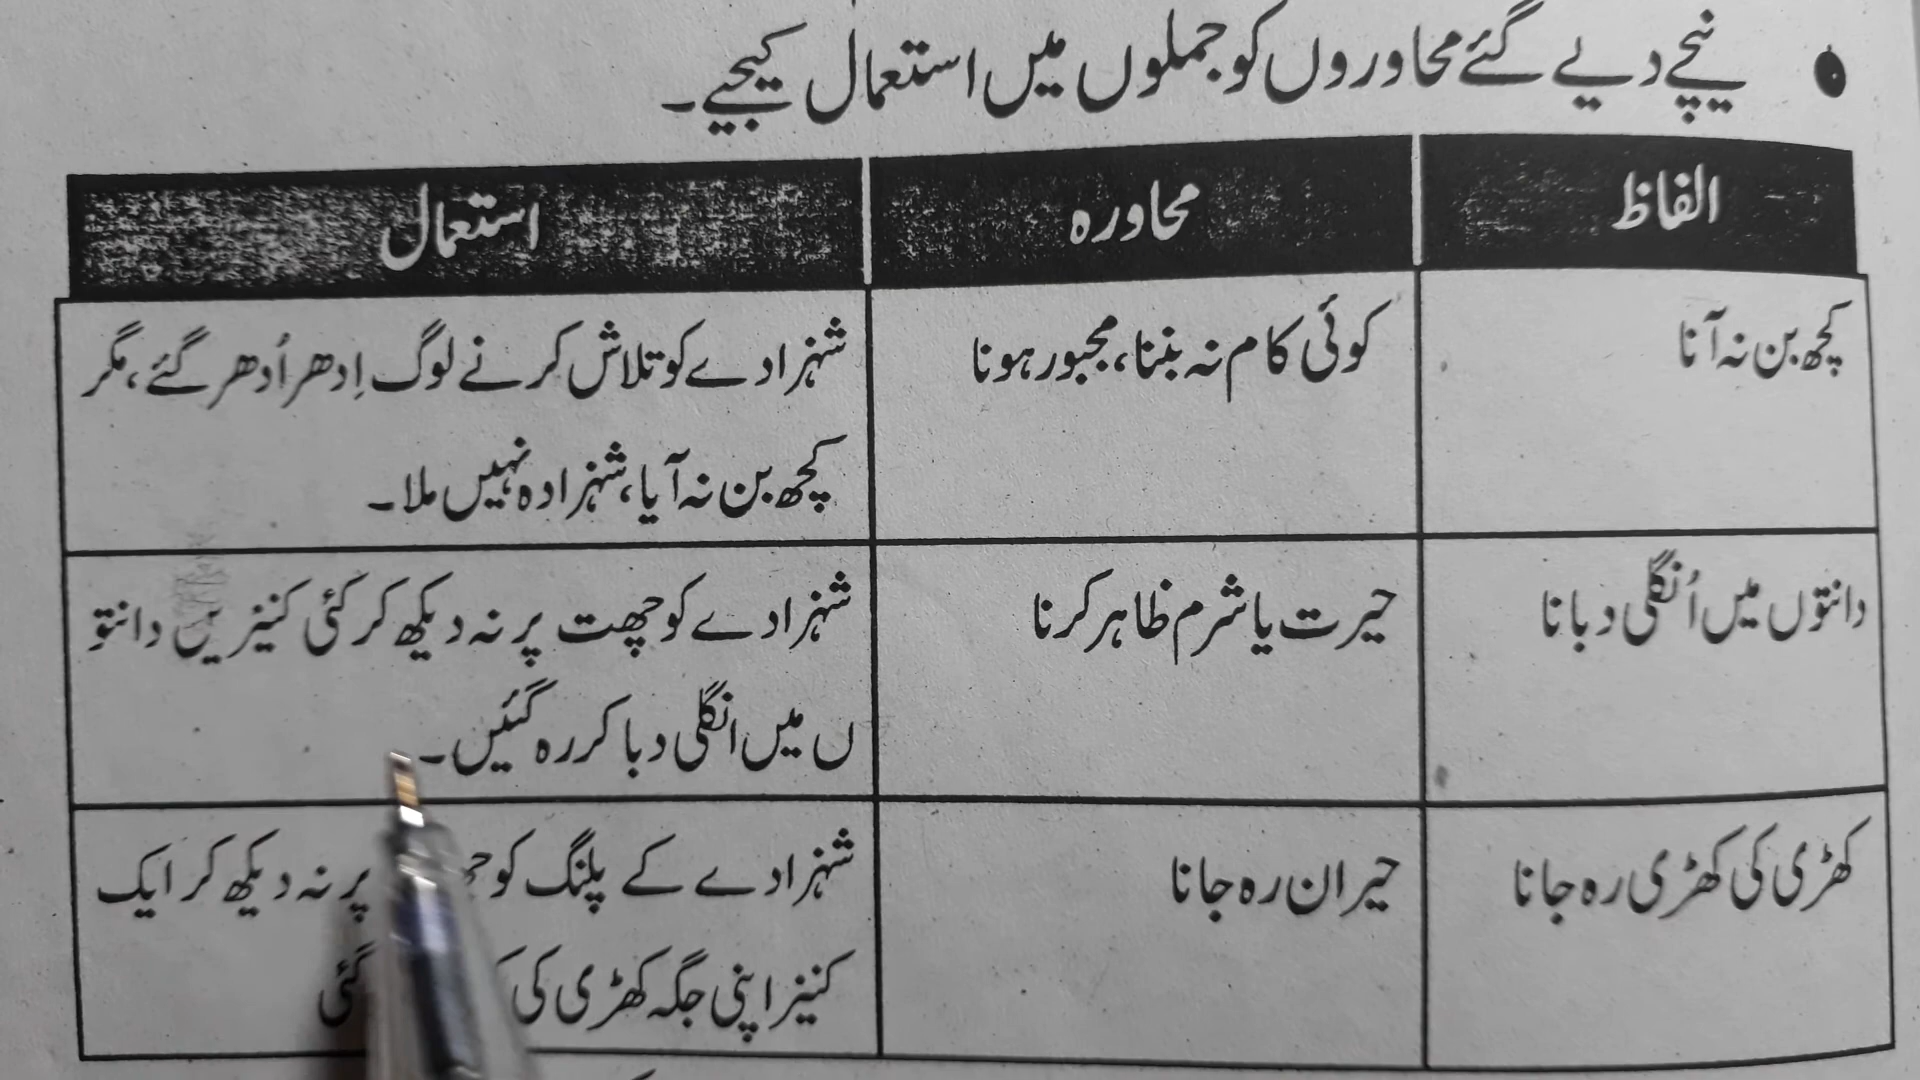 نیچے دیے گئے محاوروں کو جملوں میں استعمال کیجیے۔
الفاظ
محاورہ
استعمال
کچھ بن نہ آنا
کوئی کام نہ بننا، مجبور ہونا
شہزادے کو تلاش کرنے لوگ اِدھر اُدھر گئے، مگر
کچھ بن نہ آیا، شہزادہ نہیں ملا۔
دانتوں میں اُنگلی دبانا
حیرت یا شرم ظاہر کرنا
شہزادے کو چھت پر نہ دیکھ کر کئی کنیزیں دانتو
ں میں انگلی دبا کر رہ گئیں۔
کھڑی کی کھڑی رہ جانا
حیران رہ جانا
شہزادے کے پلنگ کو پر نہ دیکھ کر ایک
کنیز اپنی جگہ کھڑی کی گئی